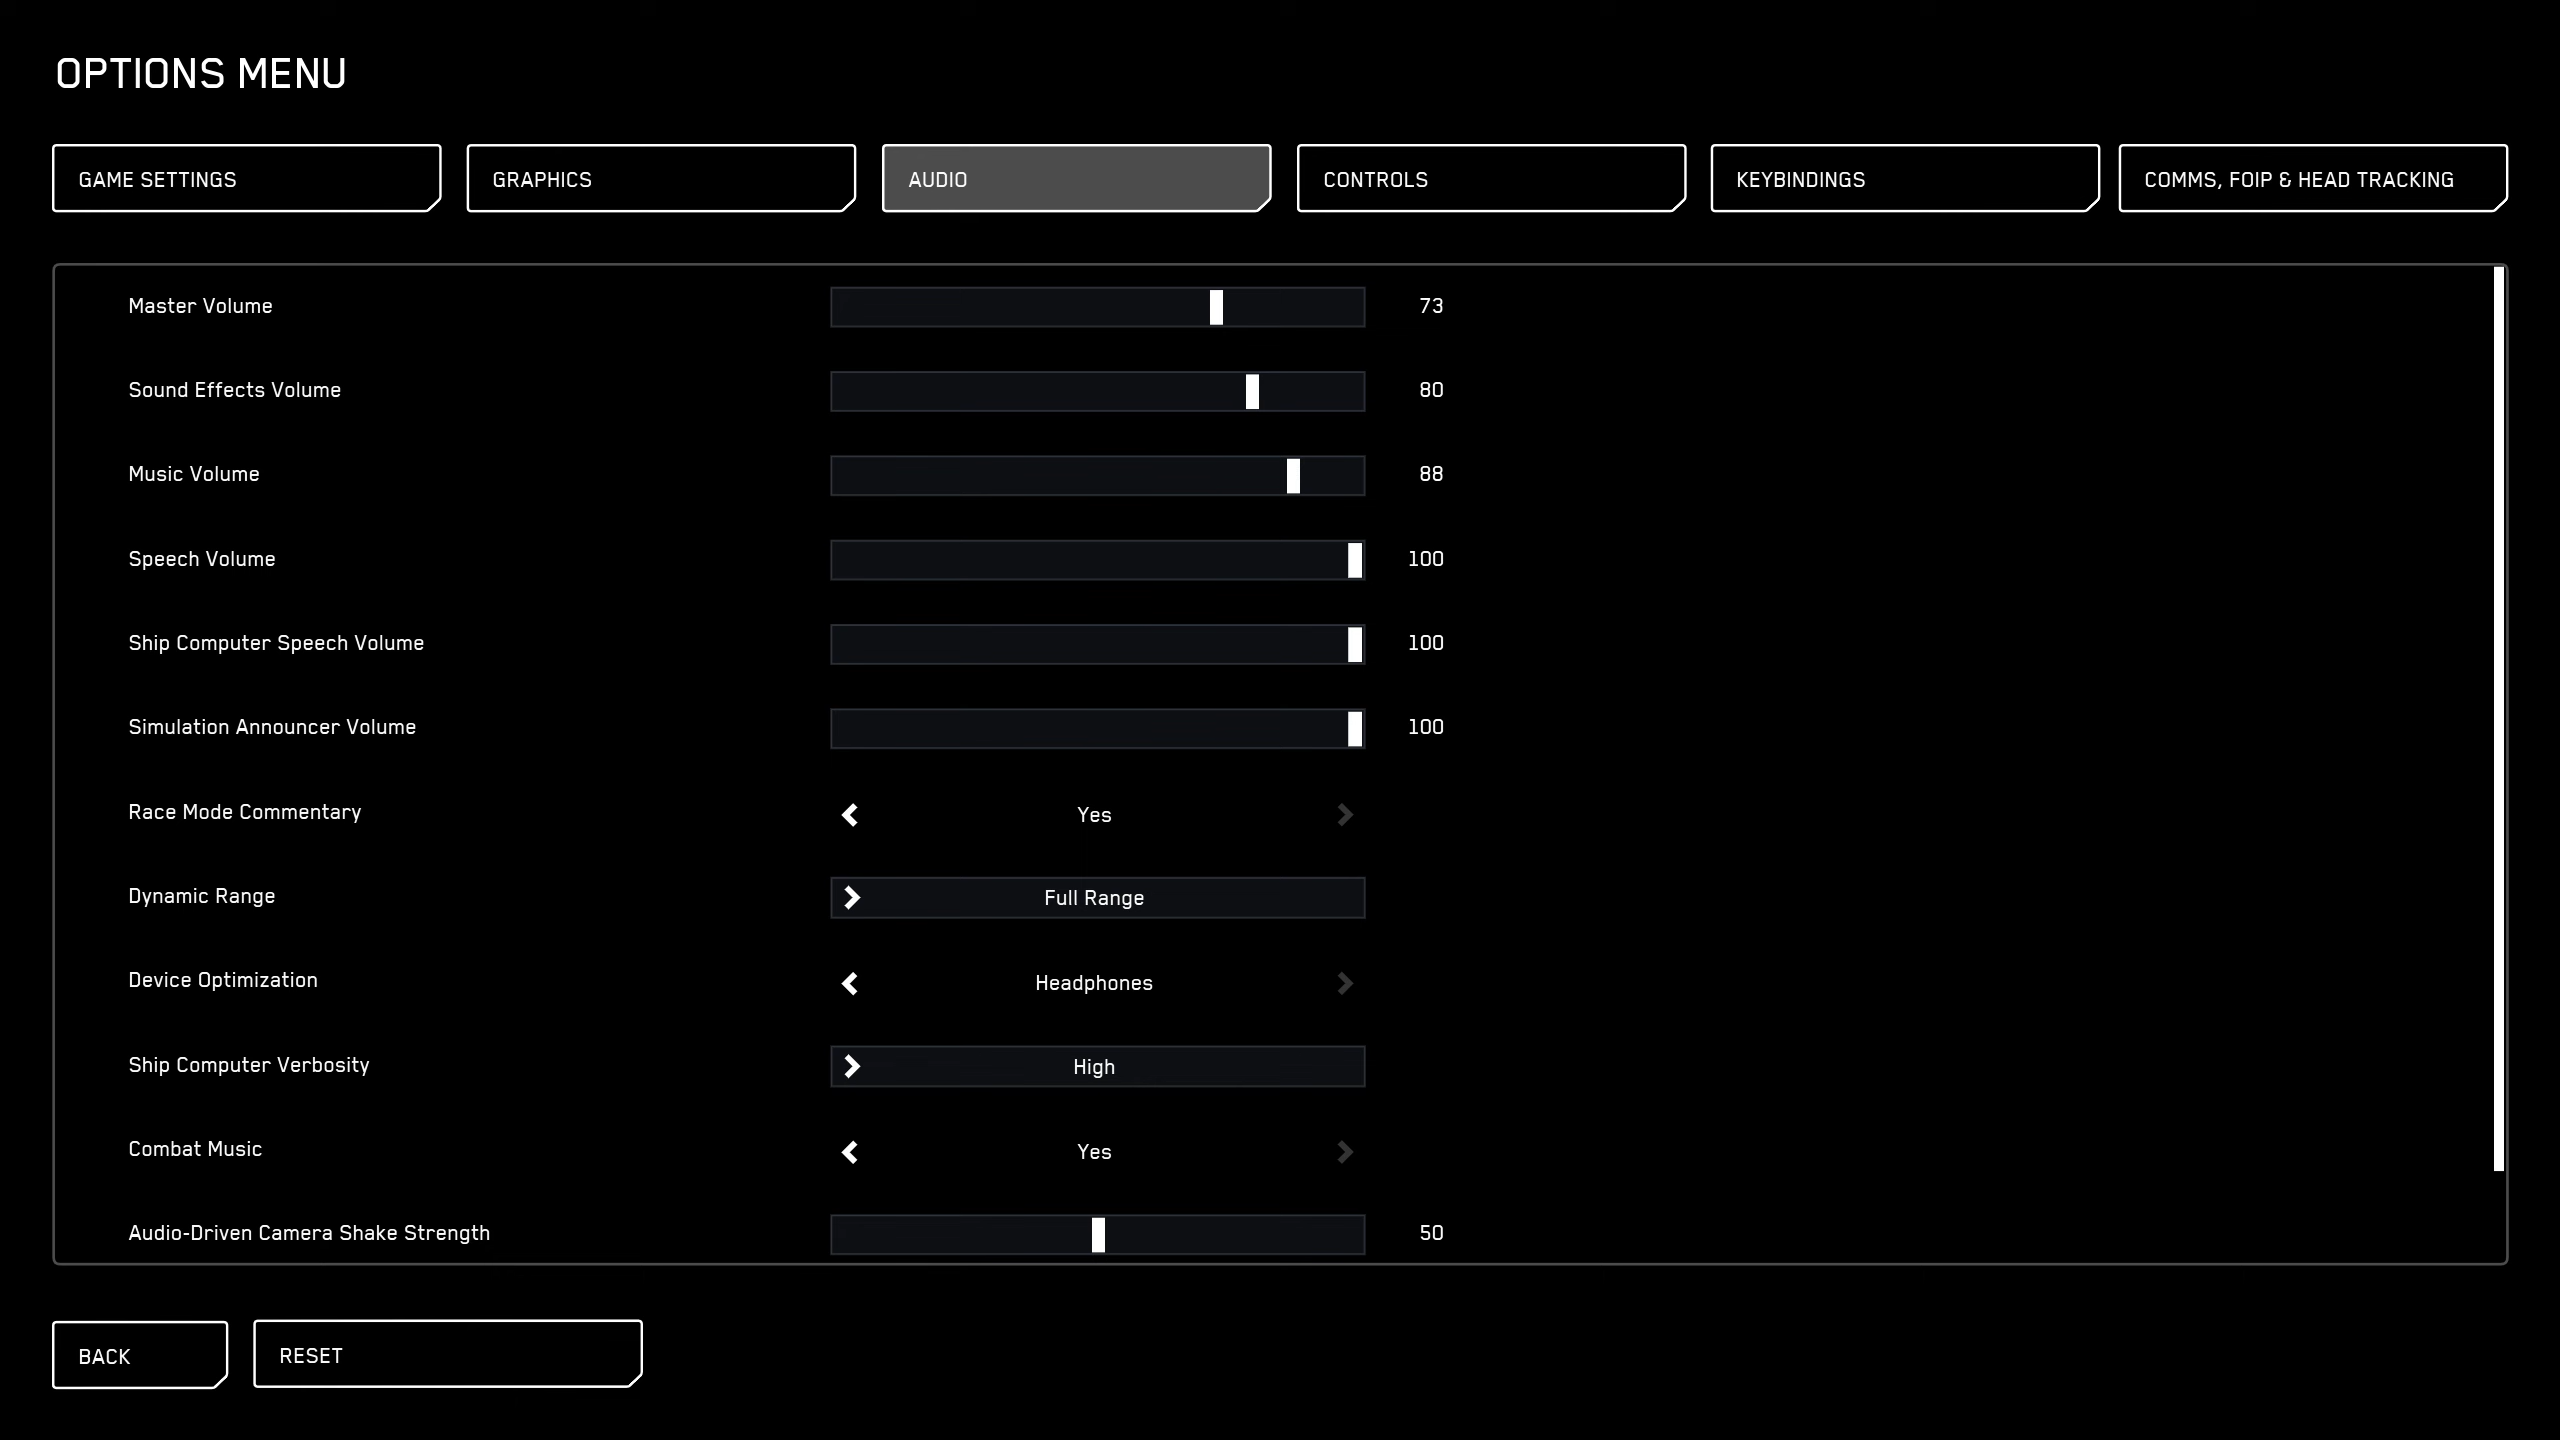 OPTIONS MENU
GAME SETTINGS GRAPHICS AUDIO CONTROLS KEYBINDINGS COMMS, FOIP & HEAD TRACKING
Master Volume 73
Sound Effects Volume 80
Music Volume 88
Speech Volume 100
Ship Computer Speech Volume 100
Simulation Announcer Volume 100
Race Mode Commentary Yes
Dynamic Range Full Range
Device Optimization Headphones
Ship Computer Verbosity High
Combat Music Yes
Audio-Driven Camera Shake Strength 50
BACK RESET